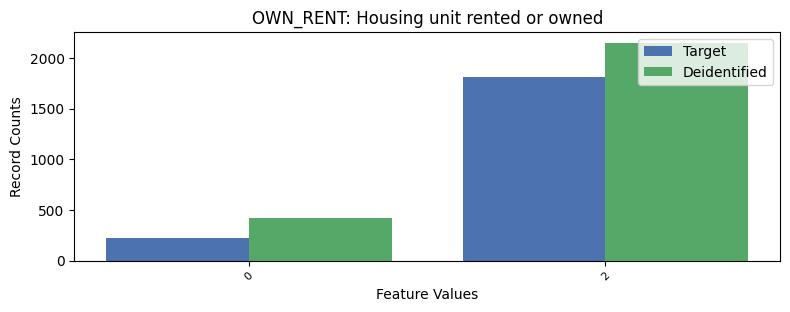 OWN_RENT: Housing unit rented or owned
Target
Deidentified
Record Counts
2000
1500
1000
500
0
0
2
Feature Values